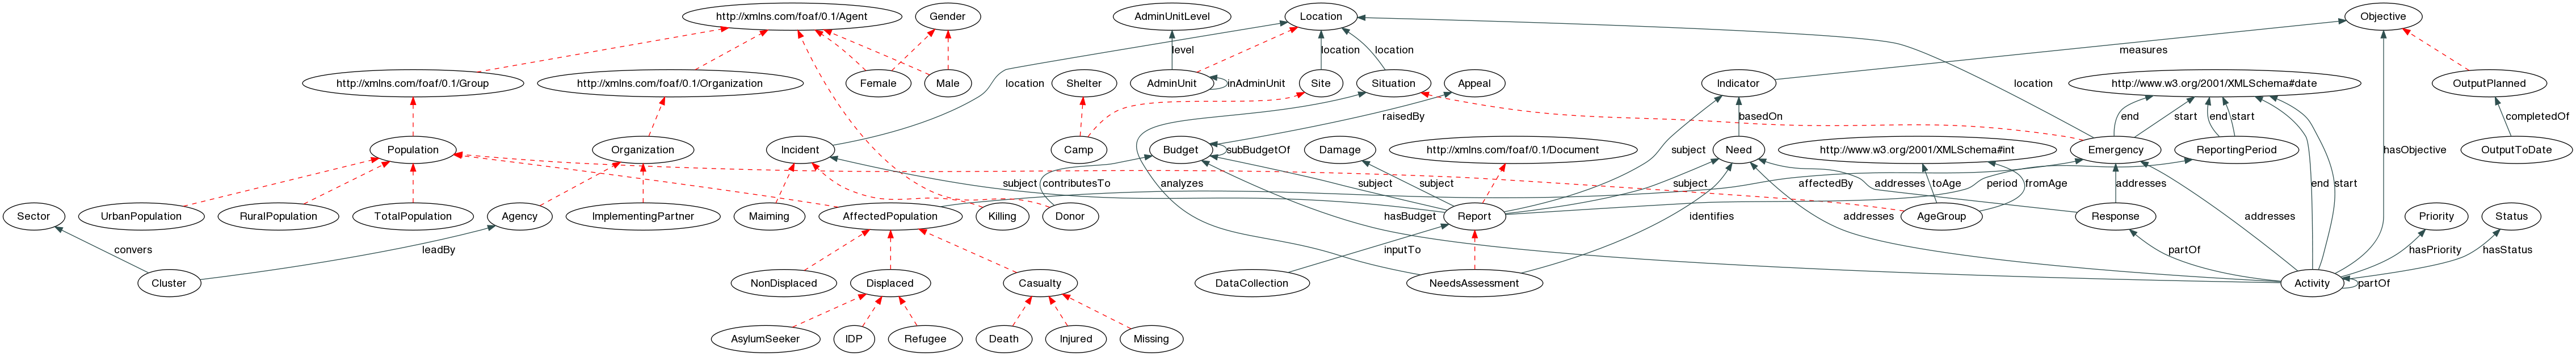 http://xmlns.com/foaf/0.1/Agent
Gender
AdminUnitLevel
Location
Objective
level
location
location
measures
http://xmlns.com/foaf/0.1/Group
http://xmlns.com/foaf/0.1/Organization
Female
Male
location
Shelter
AdminUnit
inAdminUnit
Site
Situation
Appeal
Indicator
location
http://www.w3.org/2001/XMLSchema#date
OutputPlanned
raisedBy
basedOn
end
start
end
start
completedOf
Population
Organization
Incident
Camp
Budget
subBudgetOf
Damage
http://xmlns.com/foaf/0.1/Document
subject
Need
http://www.w3.org/2001/XMLSchema#int
Emergency
ReportingPeriod
hasObjective
OutputToDate
subject
contributesTo
analyzes
subject
subject
subject
affectedBy
addresses
toAge
period
fromAge
addresses
end
start
Sector
UrbanPopulation
RuralPopulation
TotalPopulation
Agency
ImplementingPartner
Maiming
AffectedPopulation
Killing
Donor
hasBudget
Report
identifies
addresses
AgeGroup
Response
addresses
Priority
Status
convers
leadBy
inputTo
partOf
hasPriority
hasStatus
Cluster
NonDisplaced
Displaced
Casualty
DataCollection
NeedsAssessment
Activity
partOf
AsylumSeeker
IDP
Refugee
Death
Injured
Missing